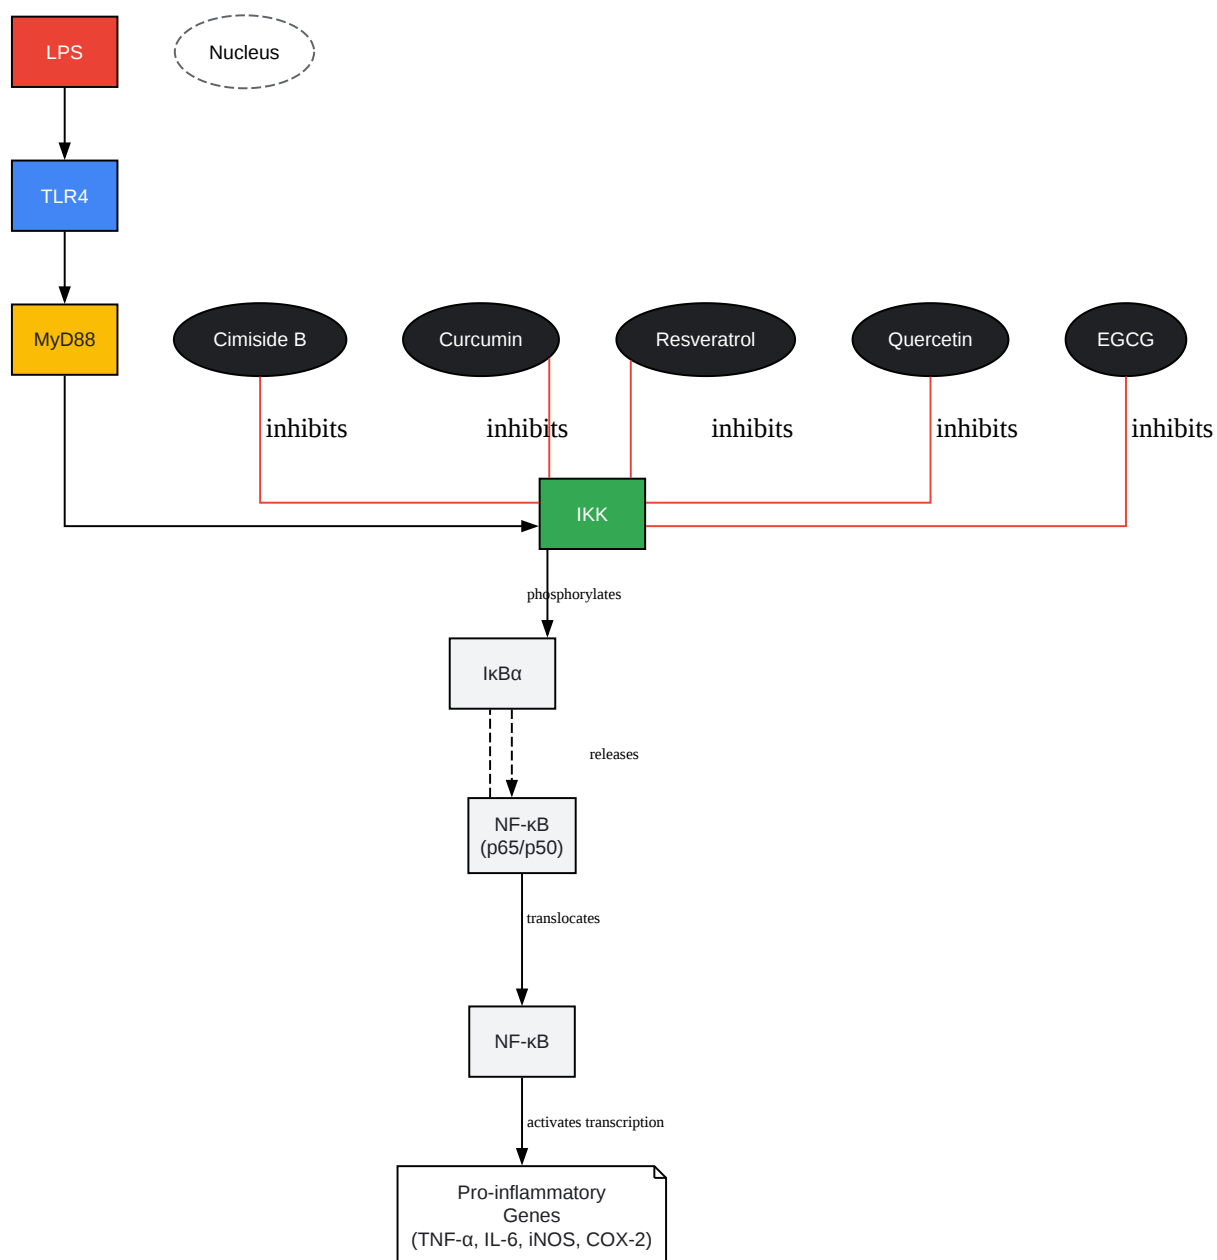 LPS
Nucleus
TLR4
MyD88
Cimiside B
Curcumin
Resveratrol
Quercetin
EGCG
inhibits
inhibits
inhibits
inhibits
inhibits
IKK
phosphorylates
IκBα
releases
NF-κB
(p65/p50)
translocates
NF-κB
activates transcription
Pro-inflammatory
Genes
(TNF-α, IL-6, iNOS, COX-2)